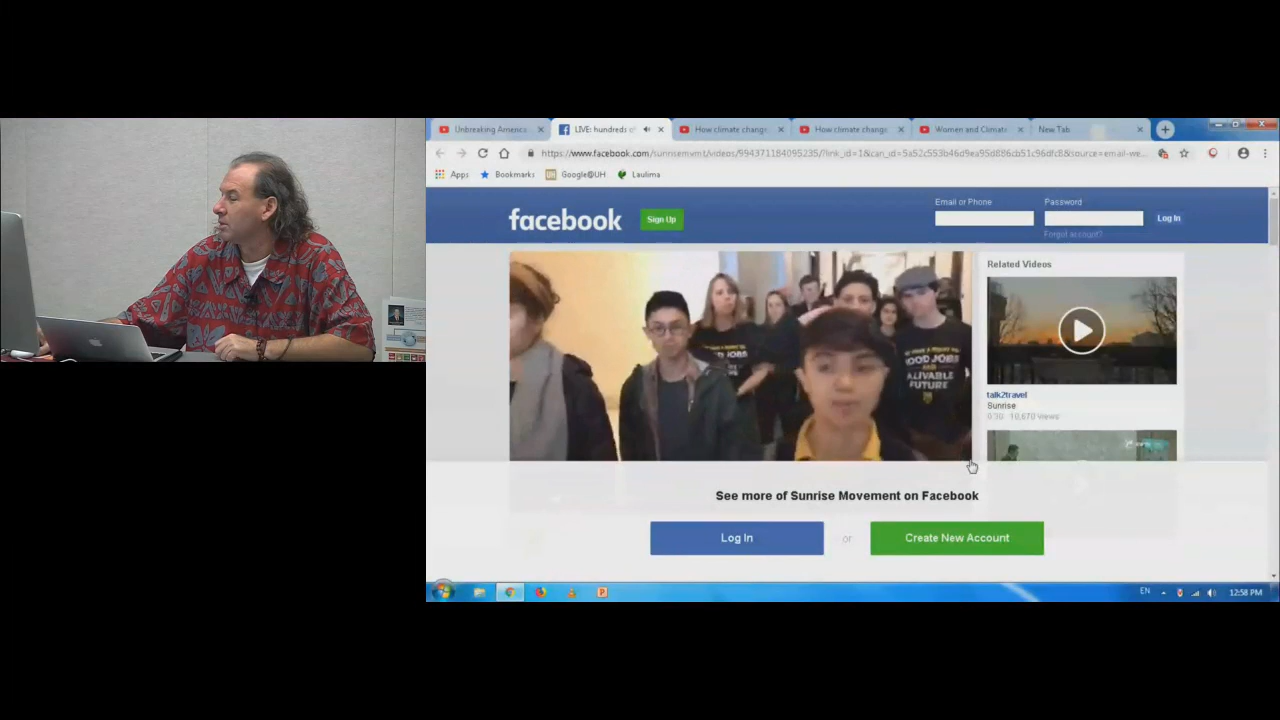 Unbreaking America
LIVE: hundreds of
How climate change
How climate change
Women and Climate
New Tab
https://www.facebook.com/sunrisemvmt/videos/994371184095235/?link_id=1&can_id=5a52c553b46d9ea95d886cb51c96dfc8&source=email-we...
Apps
Bookmarks
Google@UH
Laulima
facebook
Sign Up
Email or Phone
Password
Log In
Forgot account?
GOOD JOBS
AND
A LIVABLE
FUTURE
Related Videos
talk2travel
Sunrise
0:30 · 10,670 Views
See more of Sunrise Movement on Facebook
Log In
or
Create New Account
EN
12:58 PM